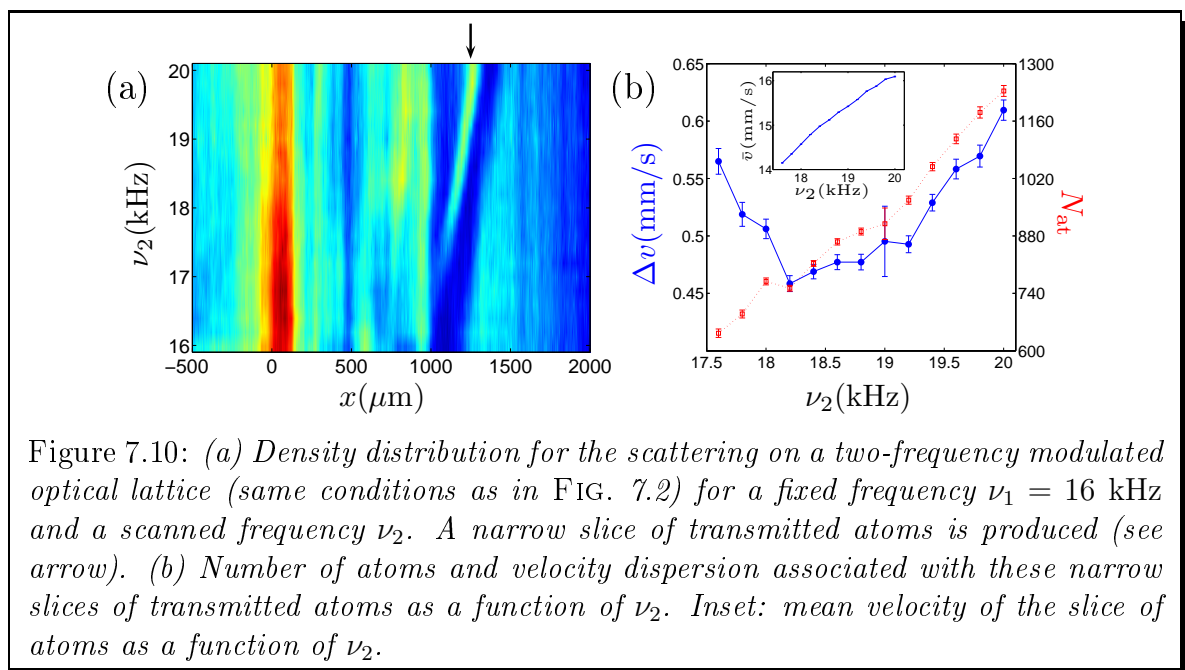 (a)
ν₂(kHz)
20
19
18
17
16
−500
0
500
1000
1500
2000
x(μm)
(b)
Δv(mm/s)
0.65
0.6
0.55
0.5
0.45
17.5
18
18.5
19
19.5
20
ν₂(kHz)
1300
1160
1020
880
740
600
N_at
v̄(mm/s)
16
15
14
18
19
20
ν₂(kHz)
Figure 7.10: (a) Density distribution for the scattering on a two-frequency modulated
optical lattice (same conditions as in FIG. 7.2) for a fixed frequency ν₁ = 16 kHz
and a scanned frequency ν₂. A narrow slice of transmitted atoms is produced (see
arrow). (b) Number of atoms and velocity dispersion associated with these narrow
slices of transmitted atoms as a function of ν₂. Inset: mean velocity of the slice of
atoms as a function of ν₂.